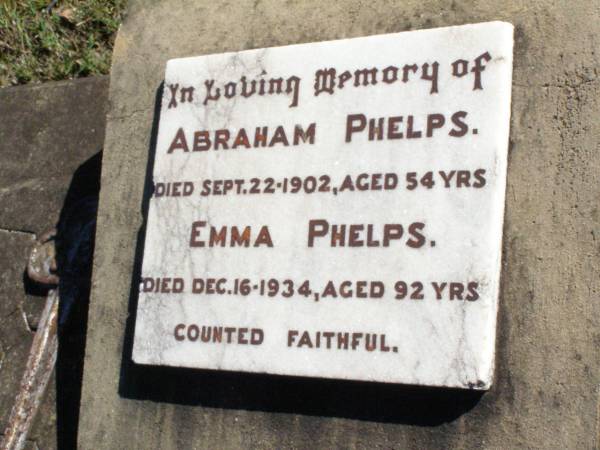 In Loving Memory of
ABRAHAM PHELPS.
DIED SEPT. 22-1902, AGED 54 YRS
EMMA PHELPS.
DIED DEC. 16-1934, AGED 92 YRS
COUNTED FAITHFUL.